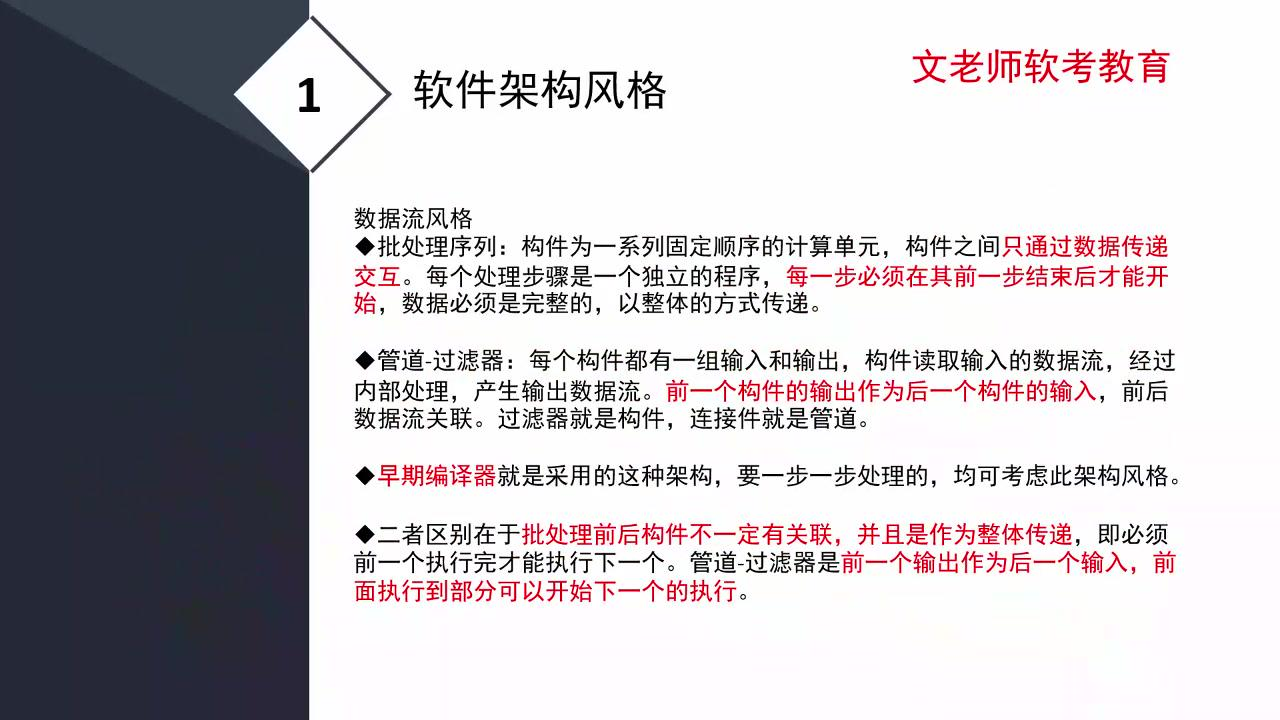 1
软件架构风格
文老师软考教育
数据流风格
◆批处理序列：构件为一系列固定顺序的计算单元，构件之间只通过数据传递
交互。每个处理步骤是一个独立的程序，每一步必须在其前一步结束后才能开
始，数据必须是完整的，以整体的方式传递。
◆管道-过滤器：每个构件都有一组输入和输出，构件读取输入的数据流，经过
内部处理，产生输出数据流。前一个构件的输出作为后一个构件的输入，前后
数据流关联。过滤器就是构件，连接件就是管道。
◆早期编译器就是采用的这种架构，要一步一步处理的，均可考虑此架构风格。
◆二者区别在于批处理前后构件不一定有关联，并且是作为整体传递，即必须
前一个执行完才能执行下一个。管道-过滤器是前一个输出作为后一个输入，前
面执行到部分可以开始下一个的执行。